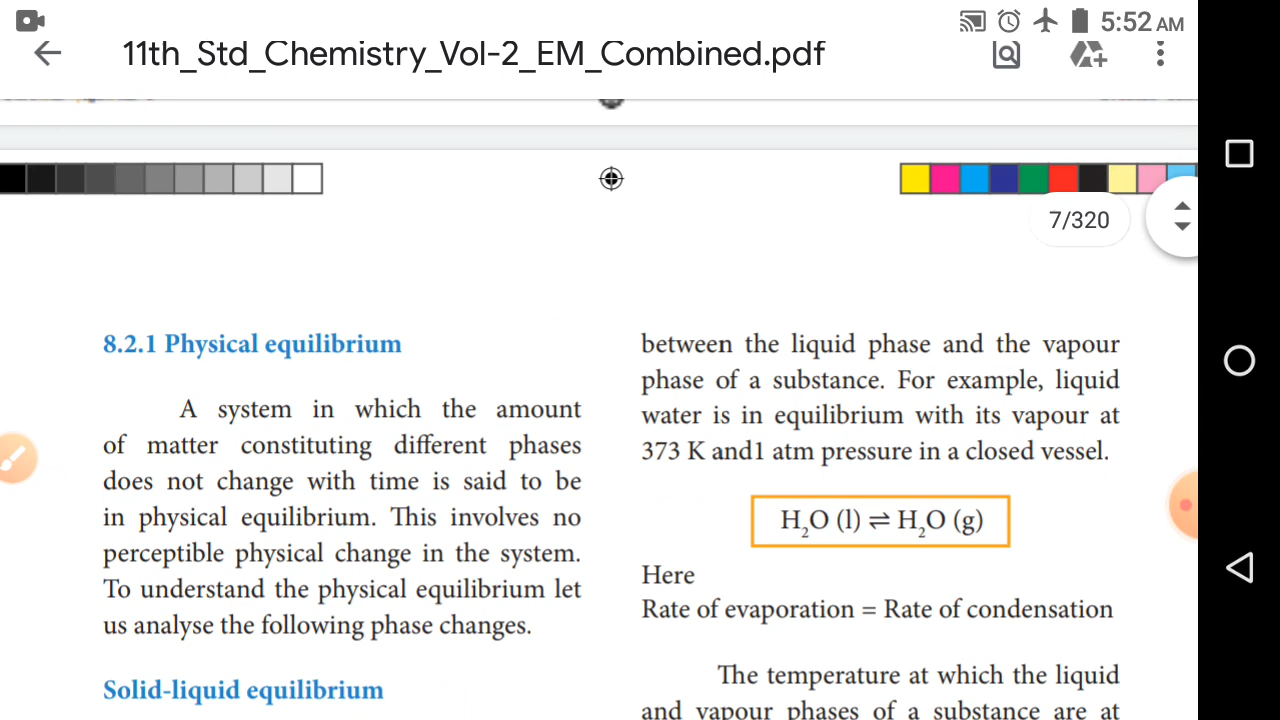 5:52 AM
11th_Std_Chemistry_Vol-2_EM_Combined.pdf
7/320
8.2.1 Physical equilibrium
A system in which the amount
of matter constituting different phases
does not change with time is said to be
in physical equilibrium. This involves no
perceptible physical change in the system.
To understand the physical equilibrium let
us analyse the following phase changes.
Solid-liquid equilibrium
between the liquid phase and the vapour
phase of a substance. For example, liquid
water is in equilibrium with its vapour at
373 K and1 atm pressure in a closed vessel.
H₂O (l) ⇌ H₂O (g)
Here
Rate of evaporation = Rate of condensation
The temperature at which the liquid
and vapour phases of a substance are at